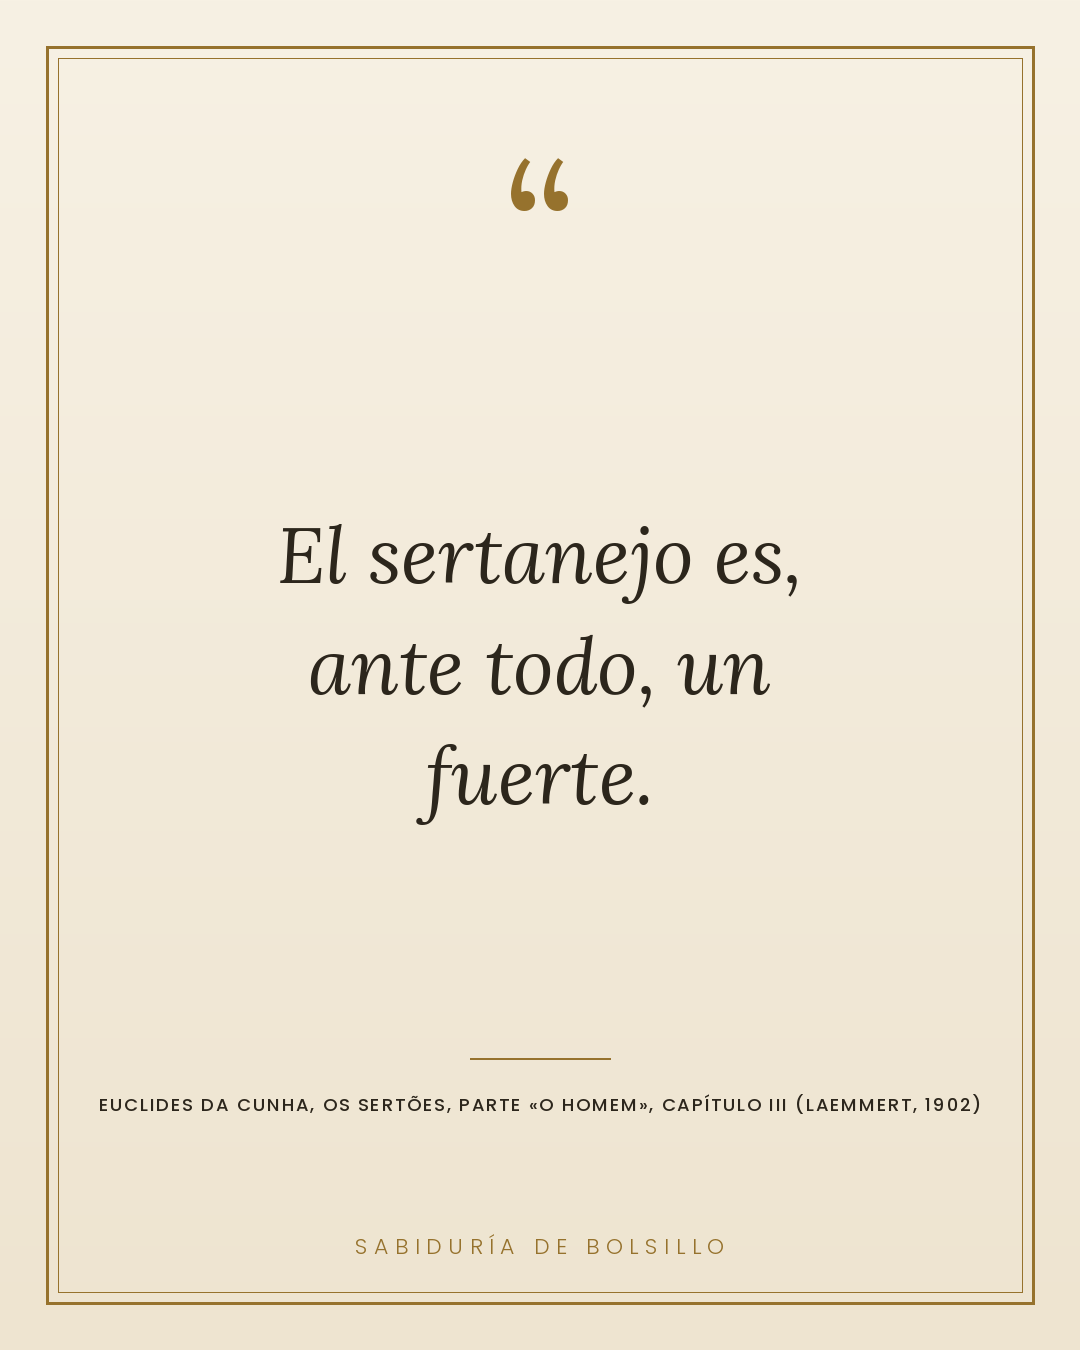 “
El sertanejo es,
ante todo, un
fuerte.
EUCLIDES DA CUNHA, OS SERTÕES, PARTE «O HOMEM», CAPÍTULO III (LAEMMERT, 1902)
SABIDURÍA DE BOLSILLO